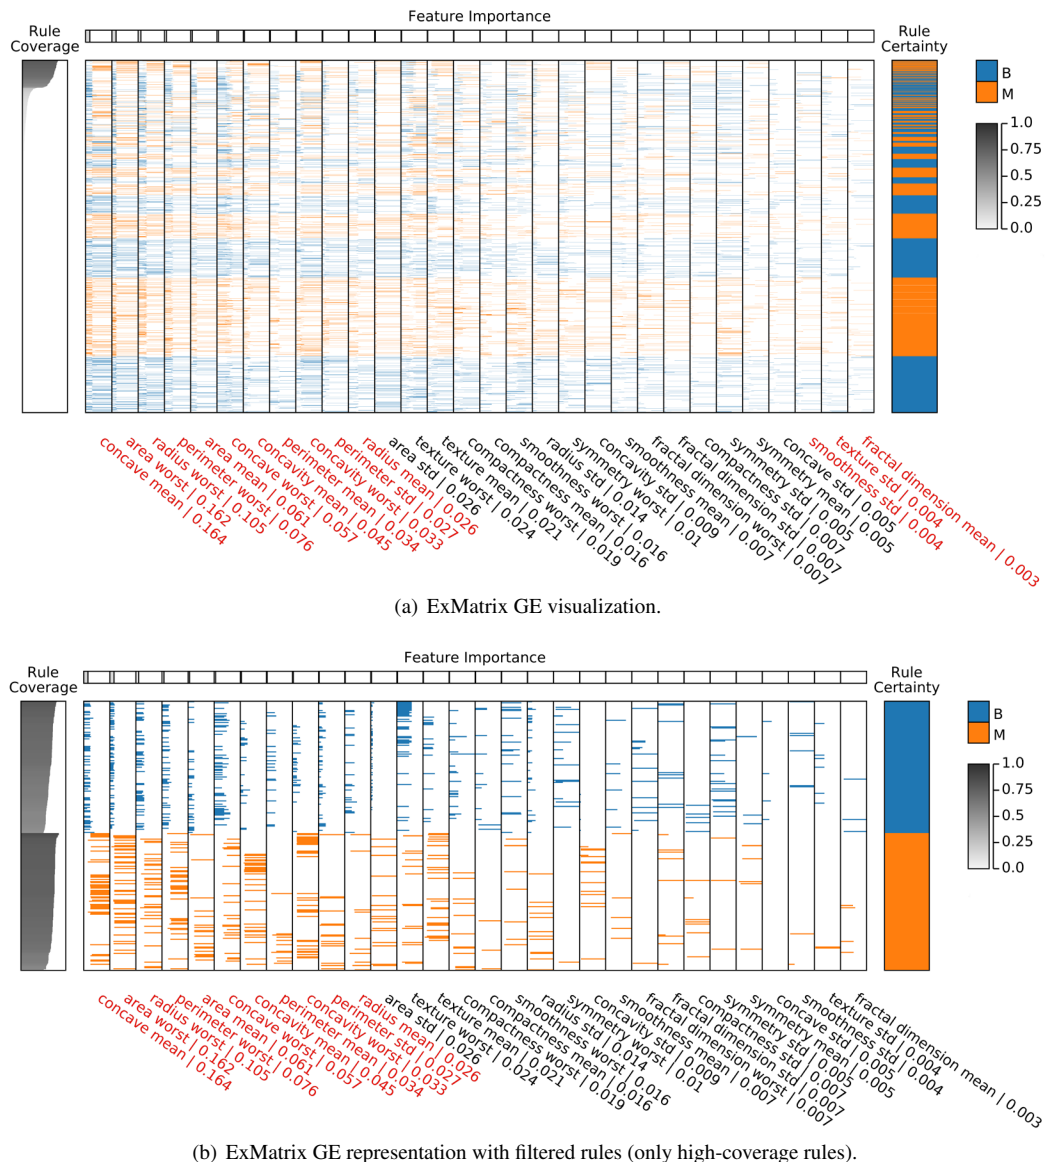 Feature Importance
Rule
Coverage
Rule
Certainty
B
M
1.0
0.75
0.5
0.25
0.0
concave mean | 0.164
area worst | 0.162
radius worst | 0.105
perimeter worst | 0.076
area mean | 0.061
concave worst | 0.057
concavity mean | 0.045
perimeter mean | 0.034
concavity worst | 0.033
perimeter std | 0.027
radius mean | 0.026
area std | 0.026
texture worst | 0.024
texture mean | 0.021
compactness worst | 0.019
compactness mean | 0.016
smoothness worst | 0.016
radius std | 0.014
symmetry worst | 0.01
concavity std | 0.009
smoothness mean | 0.007
fractal dimension worst | 0.007
fractal dimension std | 0.007
compactness std | 0.007
symmetry std | 0.005
symmetry mean | 0.005
concave std | 0.005
smoothness std | 0.004
texture std | 0.004
fractal dimension mean | 0.003
(a) ExMatrix GE visualization.
Feature Importance
Rule
Coverage
Rule
Certainty
B
M
1.0
0.75
0.5
0.25
0.0
concave mean | 0.164
area worst | 0.162
radius worst | 0.105
perimeter worst | 0.076
area mean | 0.061
concave worst | 0.057
concavity mean | 0.045
perimeter mean | 0.034
concavity worst | 0.033
perimeter std | 0.027
radius mean | 0.026
area std | 0.026
texture worst | 0.024
texture mean | 0.021
compactness worst | 0.019
compactness mean | 0.016
smoothness worst | 0.016
radius std | 0.014
symmetry worst | 0.01
concavity std | 0.009
smoothness mean | 0.007
fractal dimension worst | 0.007
fractal dimension std | 0.007
compactness std | 0.007
symmetry std | 0.005
symmetry mean | 0.005
concave std | 0.005
smoothness std | 0.004
texture std | 0.004
fractal dimension mean | 0.003
(b) ExMatrix GE representation with filtered rules (only high-coverage rules).